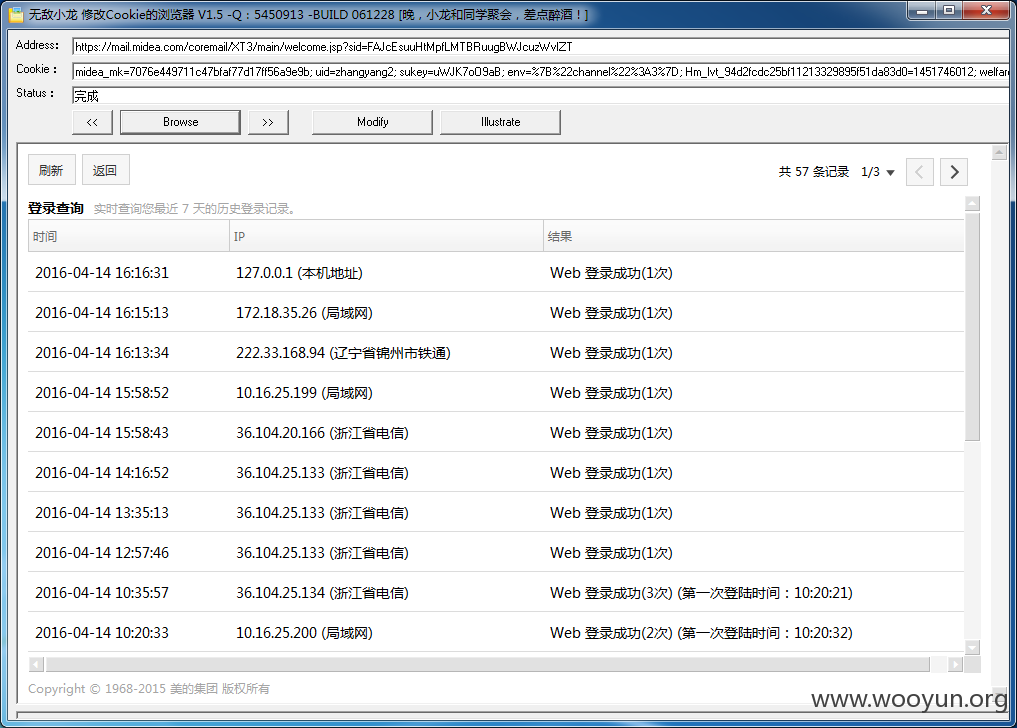 无敌小龙 修改Cookie的浏览器 V1.5 -Q：5450913 -BUILD 061228 [晚，小龙和同学聚会，差点醉酒！]
Address: https://mail.midea.com/coremail/XT3/main/welcome.jsp?sid=FAJcEsuuHtMpfLMTBRuugBWJcuzWvlZT
Cookie : midea_mk=7076e449711c47bfaf77d17ff56a9e9b; uid=zhangyang2; sukey=uWJK7oO9aB; env=%7B%22channel%22%3A3%7D; Hm_lvt_94d2fcdc25bf11213329895f51da83d0=1451746012; welfare
Status : 完成
<< Browse >> Modify Illustrate
刷新 返回 共 57 条记录 1/3
登录查询 实时查询您最近 7 天的历史登录记录。
时间 IP 结果
2016-04-14 16:16:31 127.0.0.1 (本机地址) Web 登录成功(1次)
2016-04-14 16:15:13 172.18.35.26 (局域网) Web 登录成功(1次)
2016-04-14 16:13:34 222.33.168.94 (辽宁省锦州市铁通) Web 登录成功(1次)
2016-04-14 15:58:52 10.16.25.199 (局域网) Web 登录成功(1次)
2016-04-14 15:58:43 36.104.20.166 (浙江省电信) Web 登录成功(1次)
2016-04-14 14:16:52 36.104.25.133 (浙江省电信) Web 登录成功(1次)
2016-04-14 13:35:13 36.104.25.133 (浙江省电信) Web 登录成功(1次)
2016-04-14 12:57:46 36.104.25.133 (浙江省电信) Web 登录成功(1次)
2016-04-14 10:35:57 36.104.25.134 (浙江省电信) Web 登录成功(3次) (第一次登陆时间：10:20:21)
2016-04-14 10:20:33 10.16.25.200 (局域网) Web 登录成功(2次) (第一次登陆时间：10:20:32)
Copyright © 1968-2015 美的集团 版权所有
www.wooyun.org